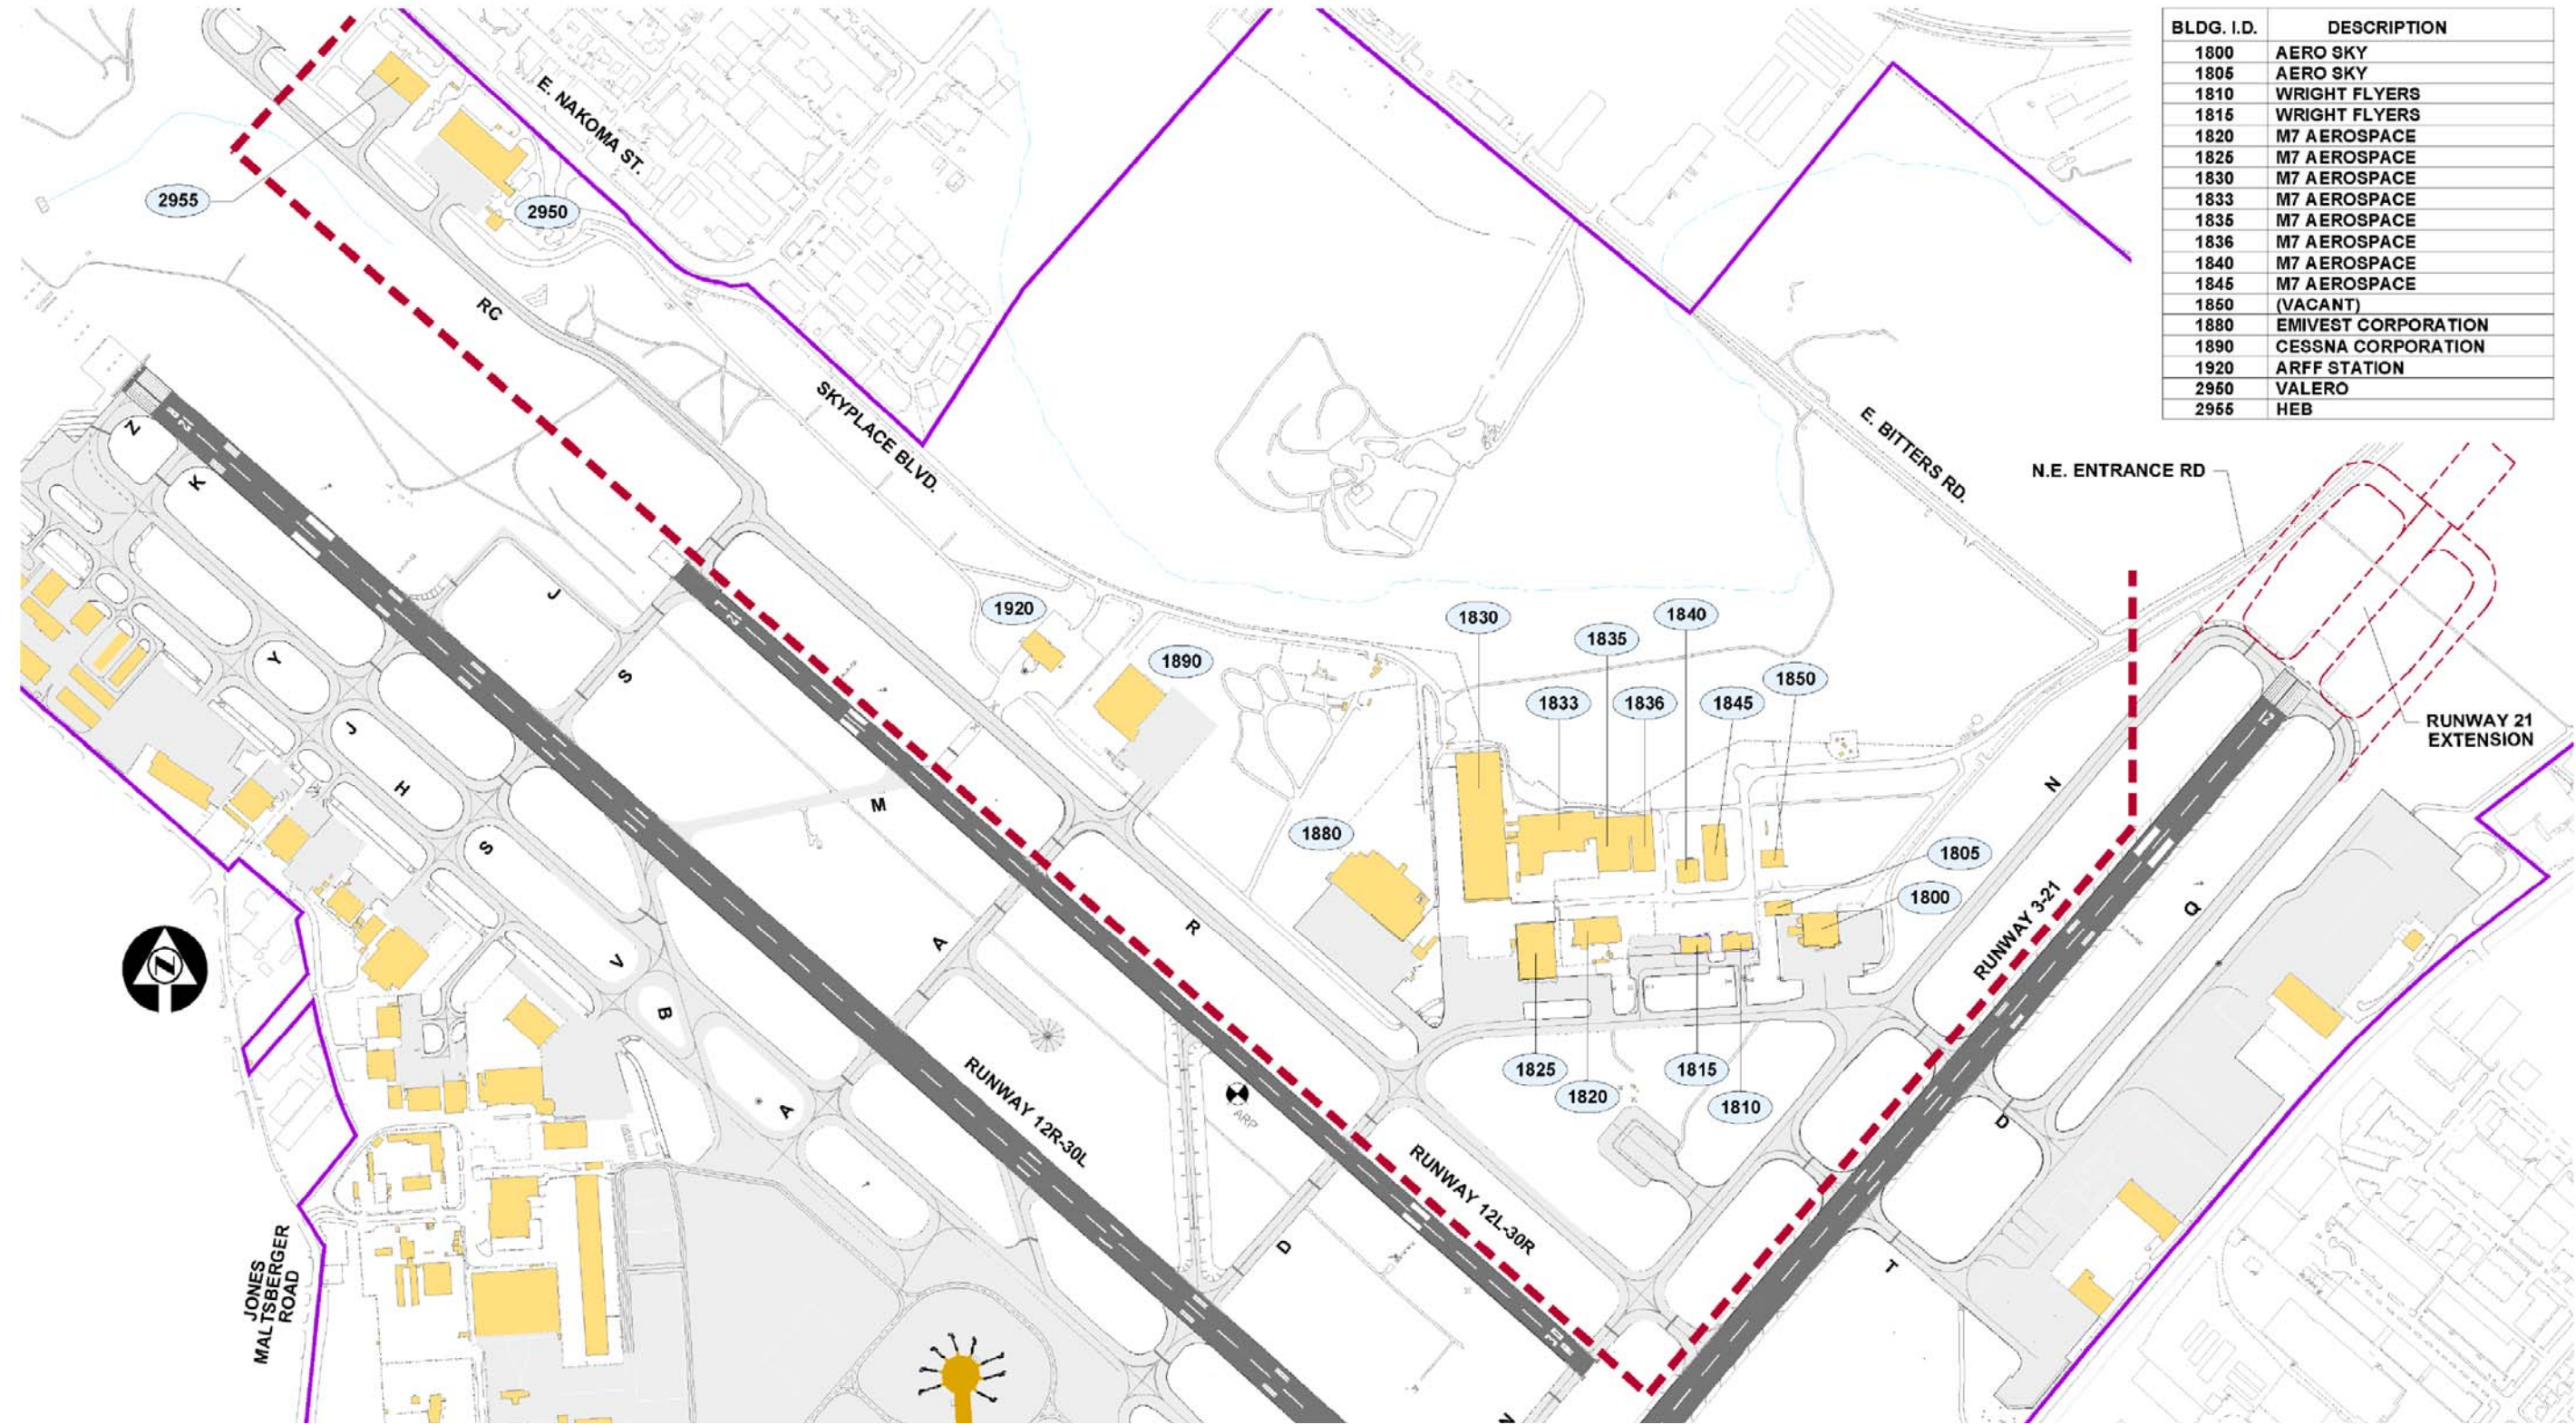 BLDG. I.D. DESCRIPTION
1800 AERO SKY
1805 AERO SKY
1810 WRIGHT FLYERS
1815 WRIGHT FLYERS
1820 M7 AEROSPACE
1825 M7 AEROSPACE
1830 M7 AEROSPACE
1833 M7 AEROSPACE
1835 M7 AEROSPACE
1836 M7 AEROSPACE
1840 M7 AEROSPACE
1845 M7 AEROSPACE
1850 (VACANT)
1880 EMIVEST CORPORATION
1890 CESSNA CORPORATION
1920 ARFF STATION
2950 VALERO
2955 HEB
E. NAKOMA ST.
2955
2950
RC
SKYPLACE BLVD.
E. BITTERS RD.
N.E. ENTRANCE RD
Z
K
12R
J
12L
S
Y
J
H
S
M
1920
1890
1830
1835
1840
1833
1836
1845
1850
1880
1805
1800
N
21
RUNWAY 21
EXTENSION
R
A
V
B
A
N
RUNWAY 3-21
Q
RUNWAY 12R-30L
ARP
1825
1820
1815
1810
D
RUNWAY 12L-30R
D
T
JONES
MALTSBERGER
ROAD
30R
N